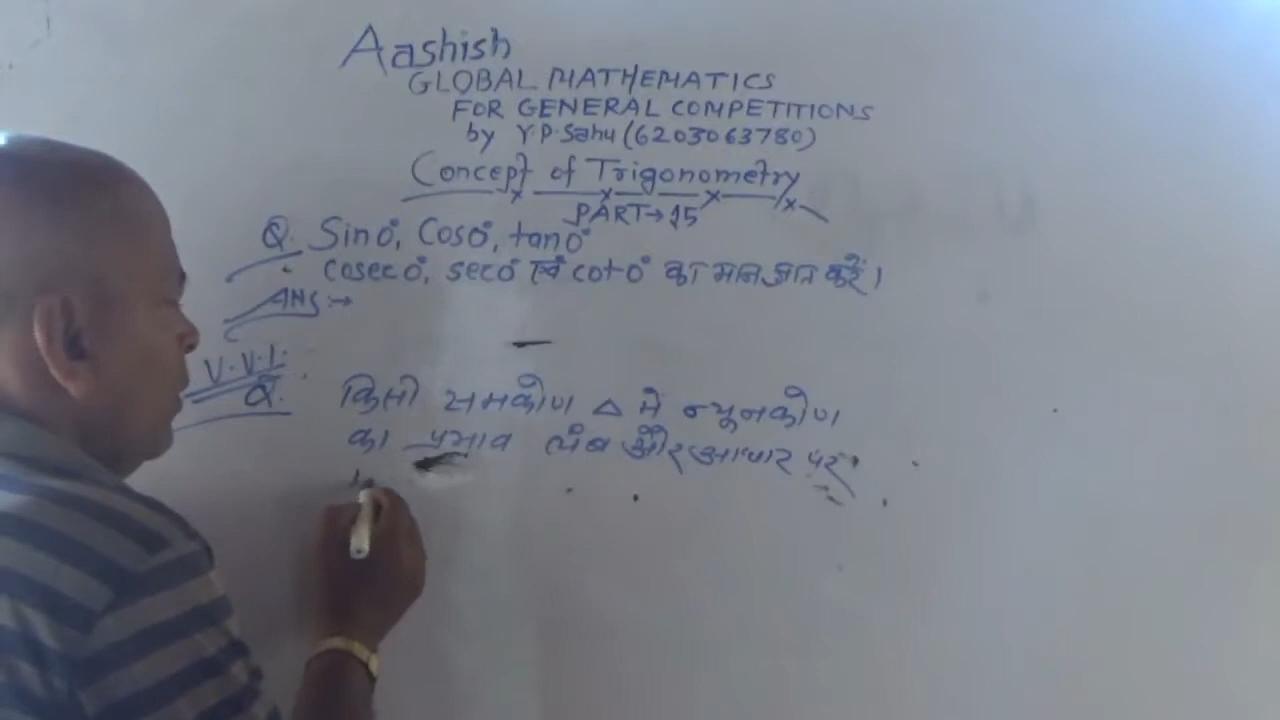 Aashish
GLOBAL MATHEMATICS
FOR GENERAL COMPETITIONS
by Y.P.Sahu (6203063780)
Concept of Trigonometry
PART→15
Q. Sin0°, Cos0°, tan0°
cosec0°, sec0° एवं cot0° का मान ज्ञात करें।
ANS:→
V.V.I.
Q. किसी समकोण △ में न्यूनकोण
का प्रभाव लंब और आधार पर